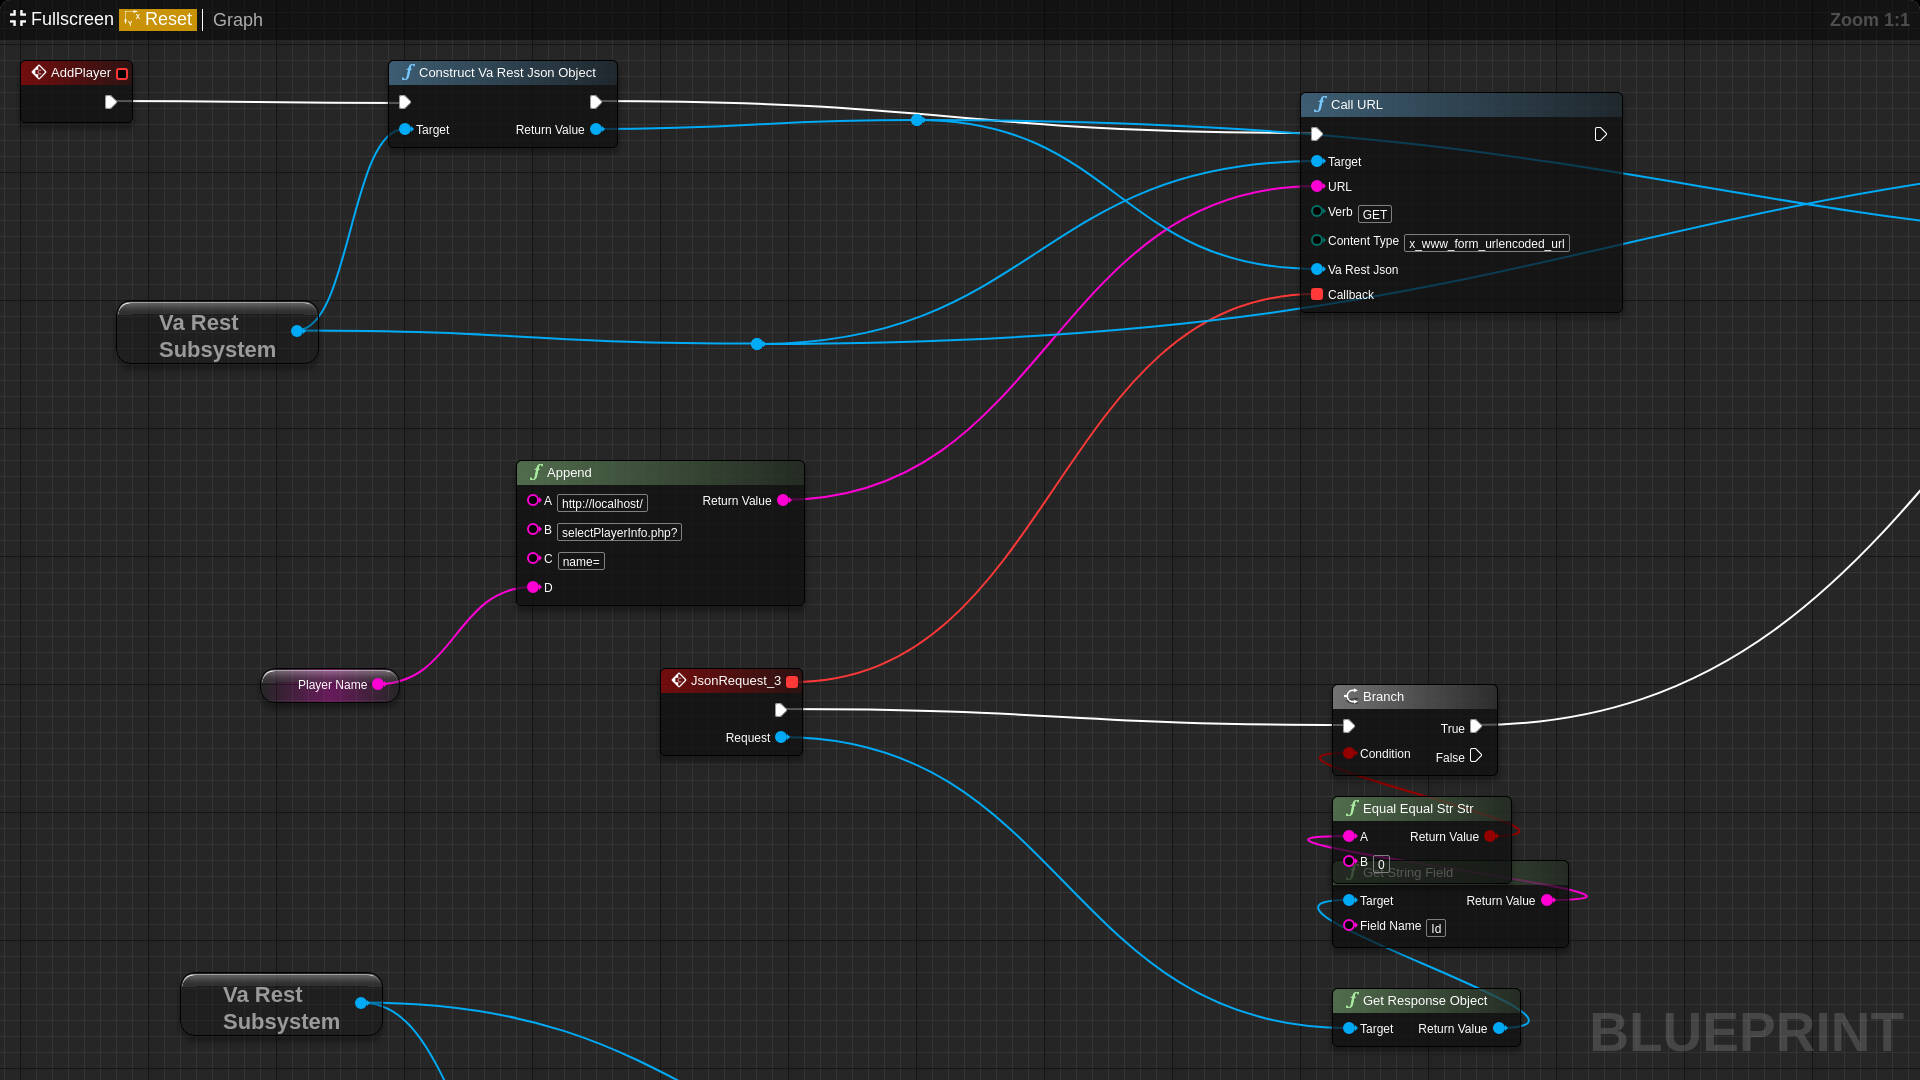 Fullscreen Reset Graph
Zoom 1:1
AddPlayer
Construct Va Rest Json Object
Target Return Value
Call URL
Target
URL
Verb GET
Content Type x_www_form_urlencoded_url
Va Rest Json
Callback
Va Rest
Subsystem
Append
A http://localhost/ Return Value
B selectPlayerInfo.php?
C name=
D
Player Name
JsonRequest_3
Request
Branch
True
Condition False
Equal Equal Str Str
A Return Value
B 0
Get String Field
Target Return Value
Field Name Id
Va Rest
Subsystem
Get Response Object
Target Return Value
BLUEPRINT